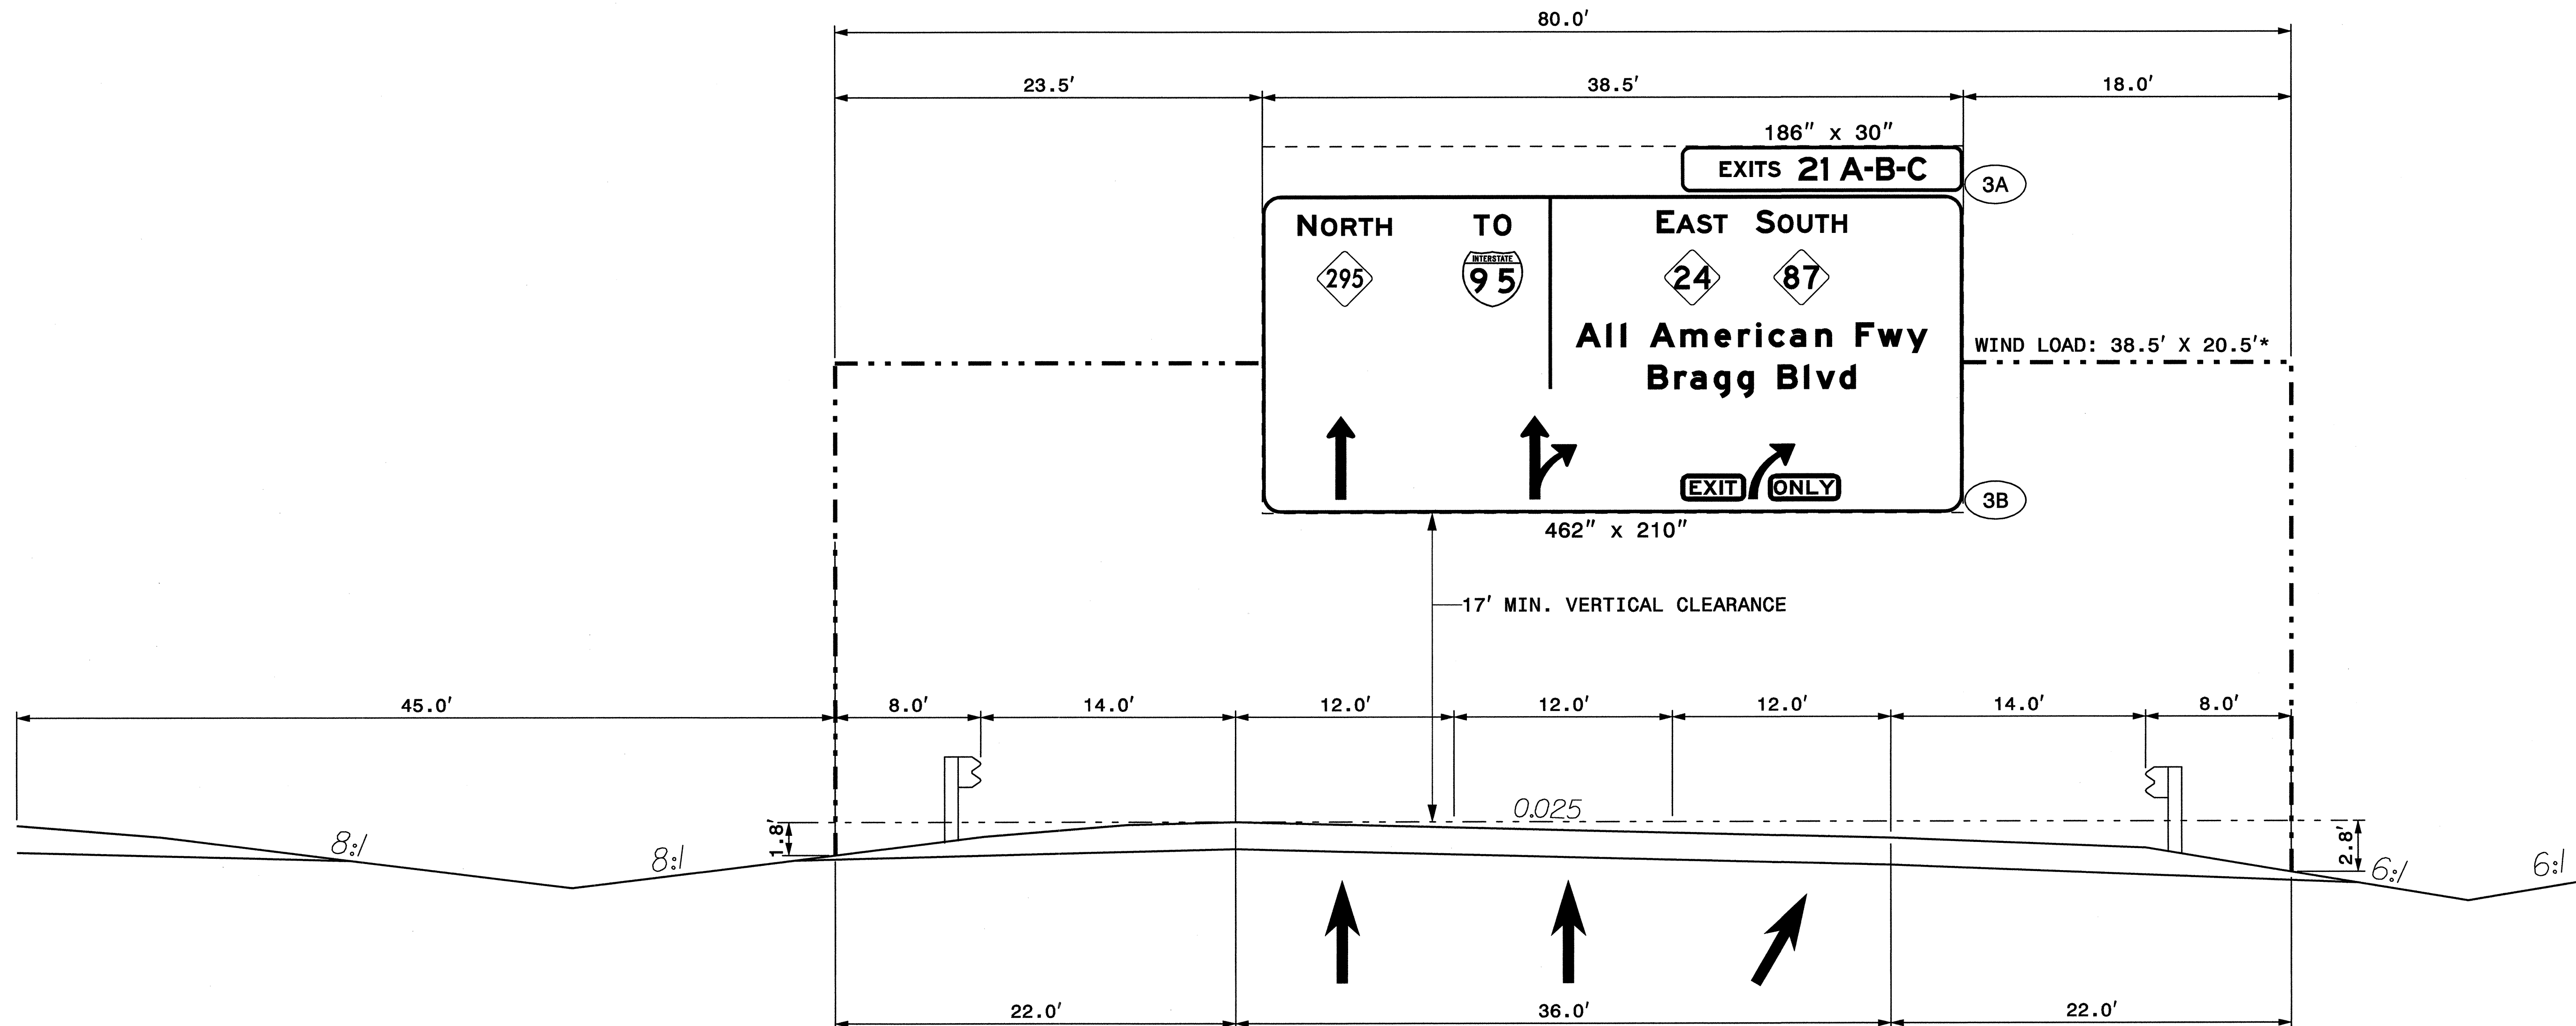 80.0'
23.5' 38.5' 18.0'
186" x 30"
EXITS 21 A-B-C
3A
NORTH TO EAST SOUTH
295 INTERSTATE 95 24 87
All American Fwy
Bragg Blvd
WIND LOAD: 38.5' X 20.5'*
EXIT ONLY
3B
462" x 210"
17' MIN. VERTICAL CLEARANCE
45.0' 8.0' 14.0' 12.0' 12.0' 12.0' 14.0' 8.0'
0.025
1.8'
2.8'
8:1 8:1 6:1 6:1
22.0' 36.0' 22.0'